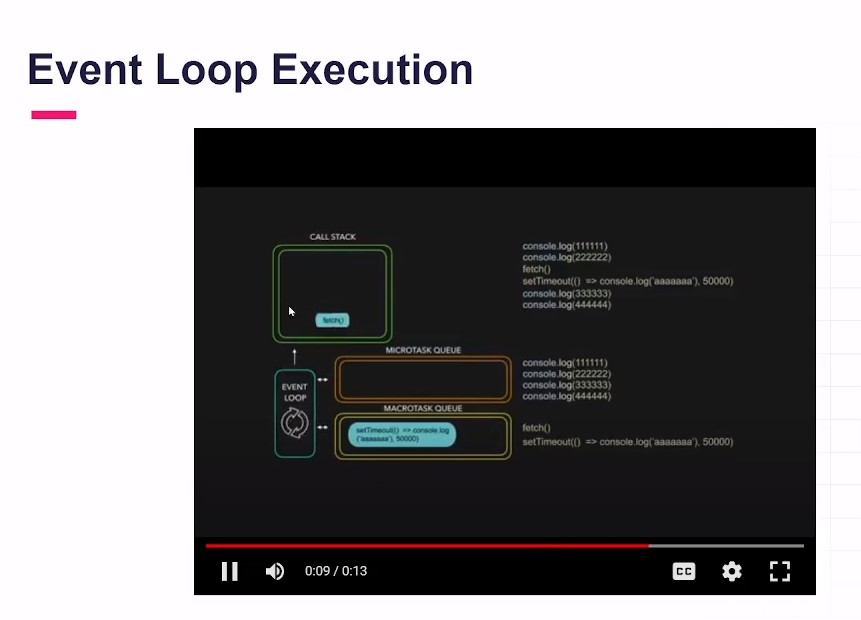 Event Loop Execution
CALL STACK
fetch()
console.log(111111)
console.log(222222)
fetch()
setTimeout(() => console.log('aaaaaaa'), 50000)
console.log(333333)
console.log(444444)
MICROTASK QUEUE
console.log(111111)
console.log(222222)
console.log(333333)
console.log(444444)
EVENT
LOOP
MACROTASK QUEUE
setTimeout(() => console.log
('aaaaaaa'), 50000)
fetch()
setTimeout(() => console.log('aaaaaaa'), 50000)
0:09 / 0:13
CC